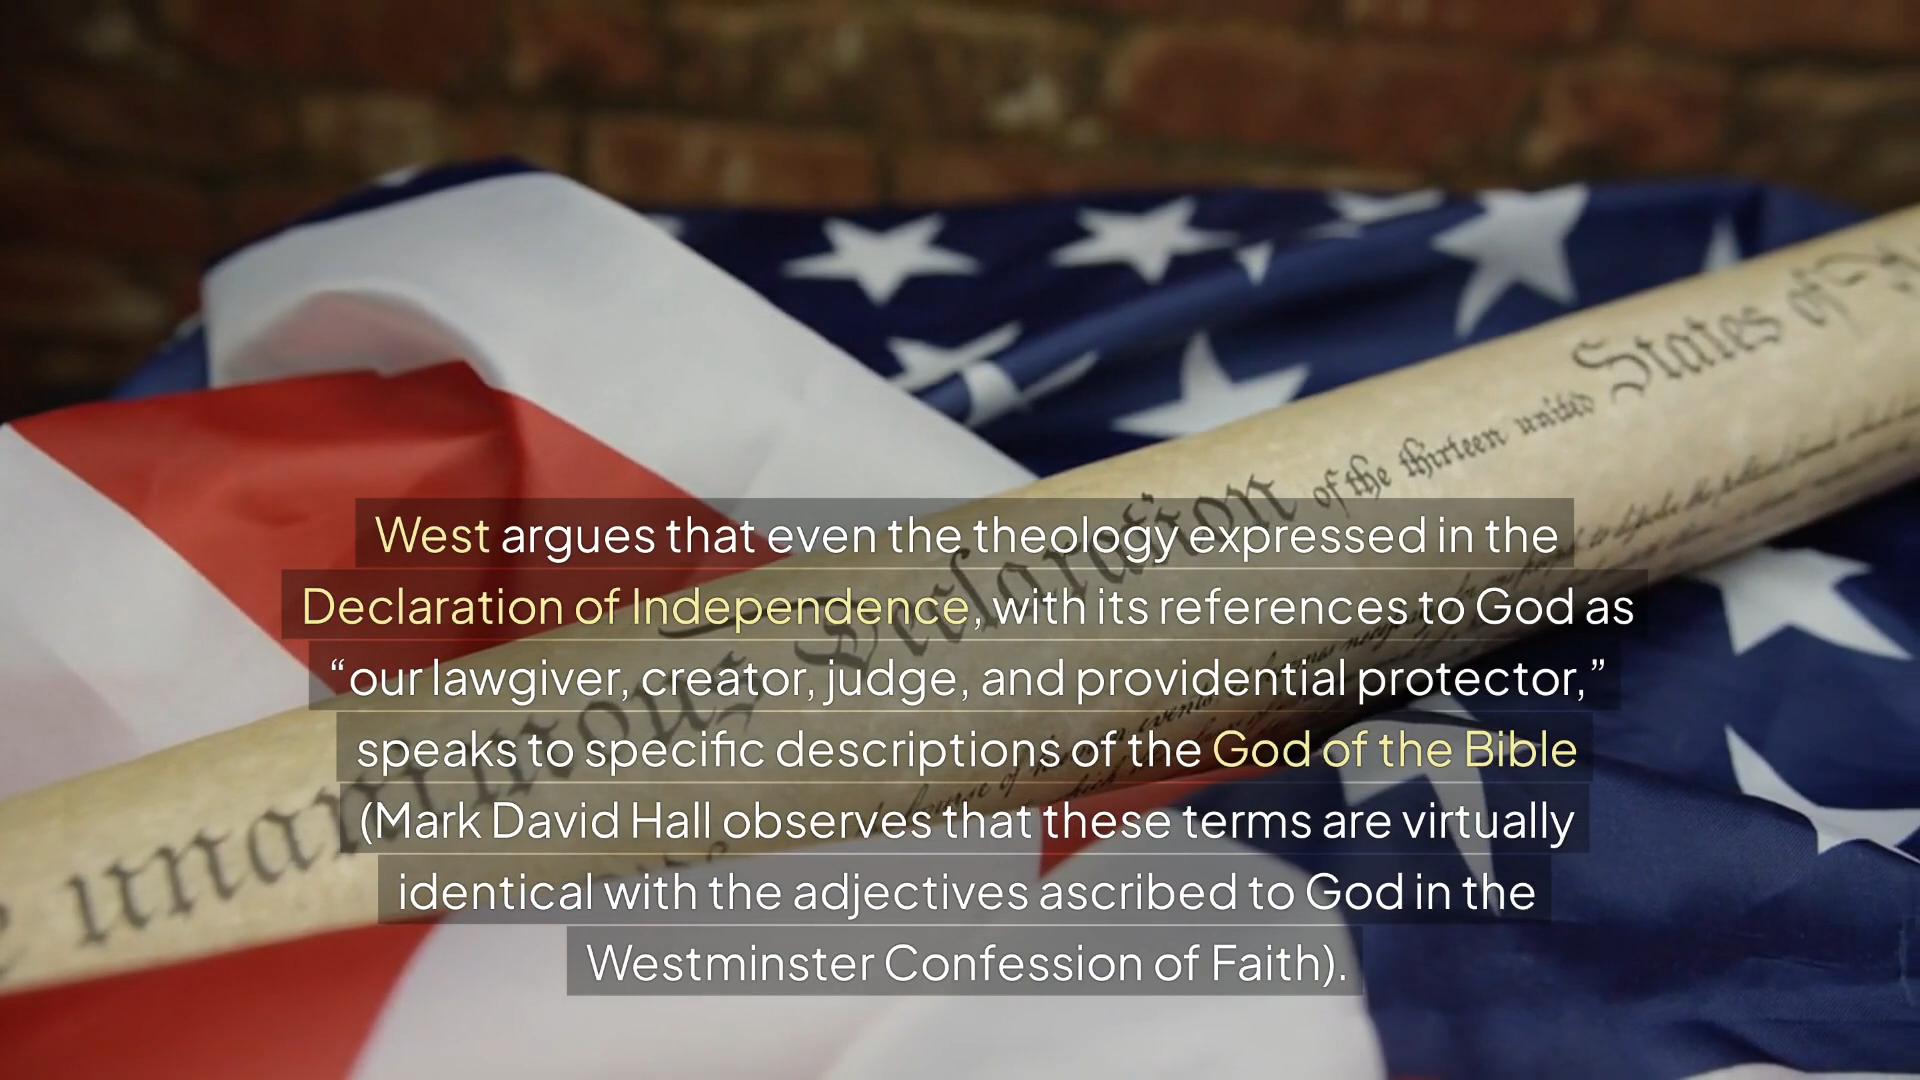 West argues that even the theology expressed in the
Declaration of Independence, with its references to God as
“our lawgiver, creator, judge, and providential protector,”
speaks to specific descriptions of the God of the Bible
(Mark David Hall observes that these terms are virtually
identical with the adjectives ascribed to God in the
Westminster Confession of Faith).
unanimous Declaration of the thirteen united States of